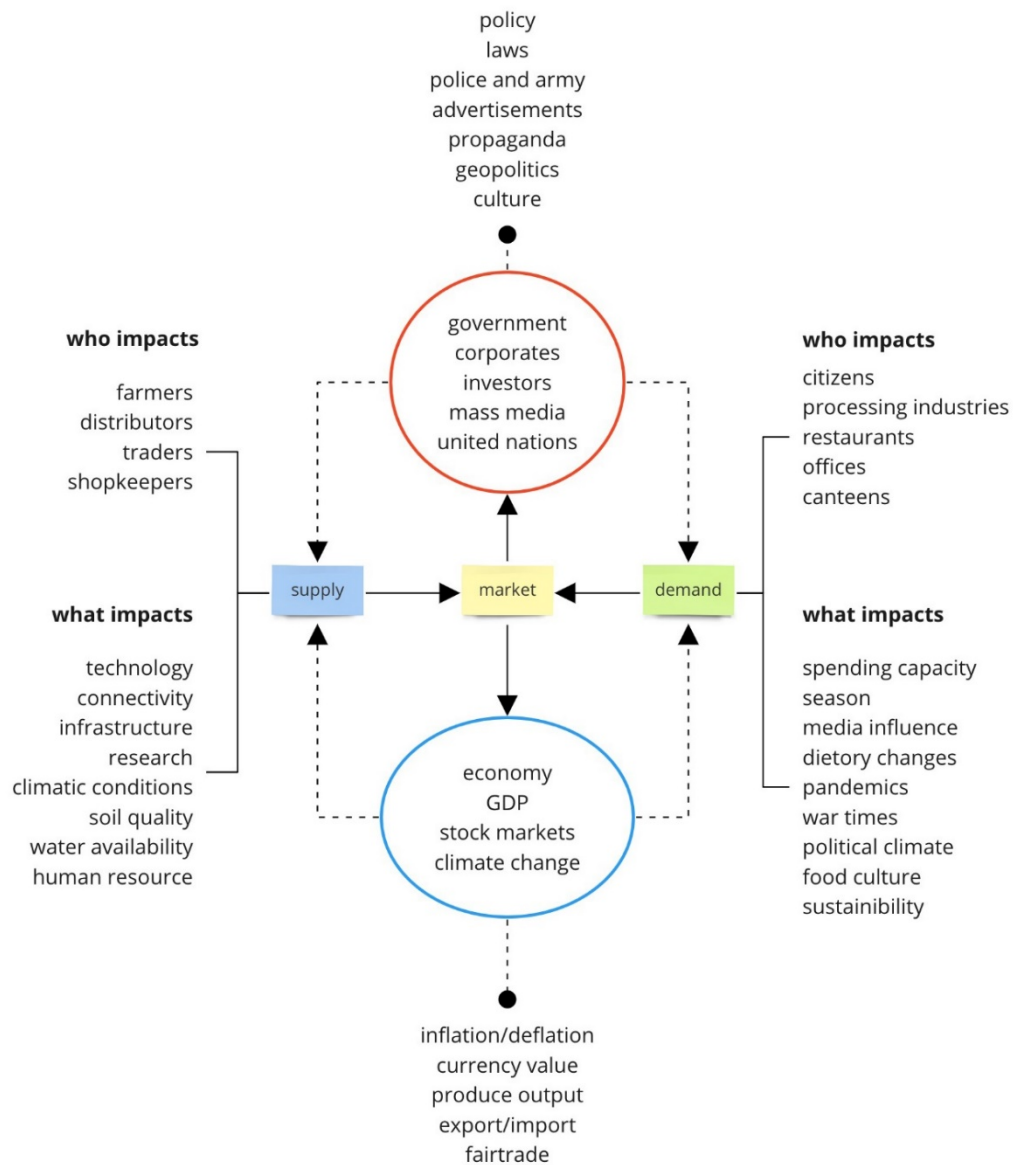 policy
laws
police and army
advertisements
propaganda
geopolitics
culture
government
corporates
investors
mass media
united nations
who impacts
farmers
distributors
traders
shopkeepers
who impacts
citizens
processing industries
restaurants
offices
canteens
supply
market
demand
what impacts
technology
connectivity
infrastructure
research
climatic conditions
soil quality
water availability
human resource
what impacts
spending capacity
season
media influence
dietory changes
pandemics
war times
political climate
food culture
sustainibility
economy
GDP
stock markets
climate change
inflation/deflation
currency value
produce output
export/import
fairtrade